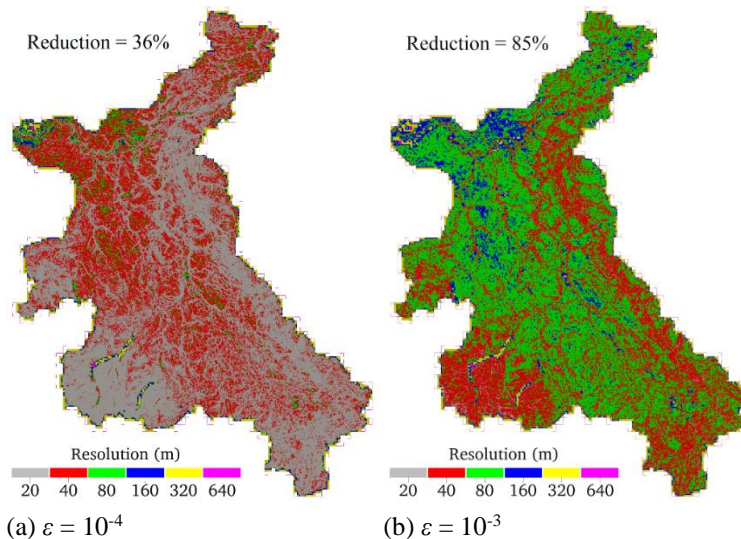 Reduction = 36%
Reduction = 85%
Resolution (m)
20 40 80 160 320 640
Resolution (m)
20 40 80 160 320 640
(a) ε = 10⁻⁴
(b) ε = 10⁻³